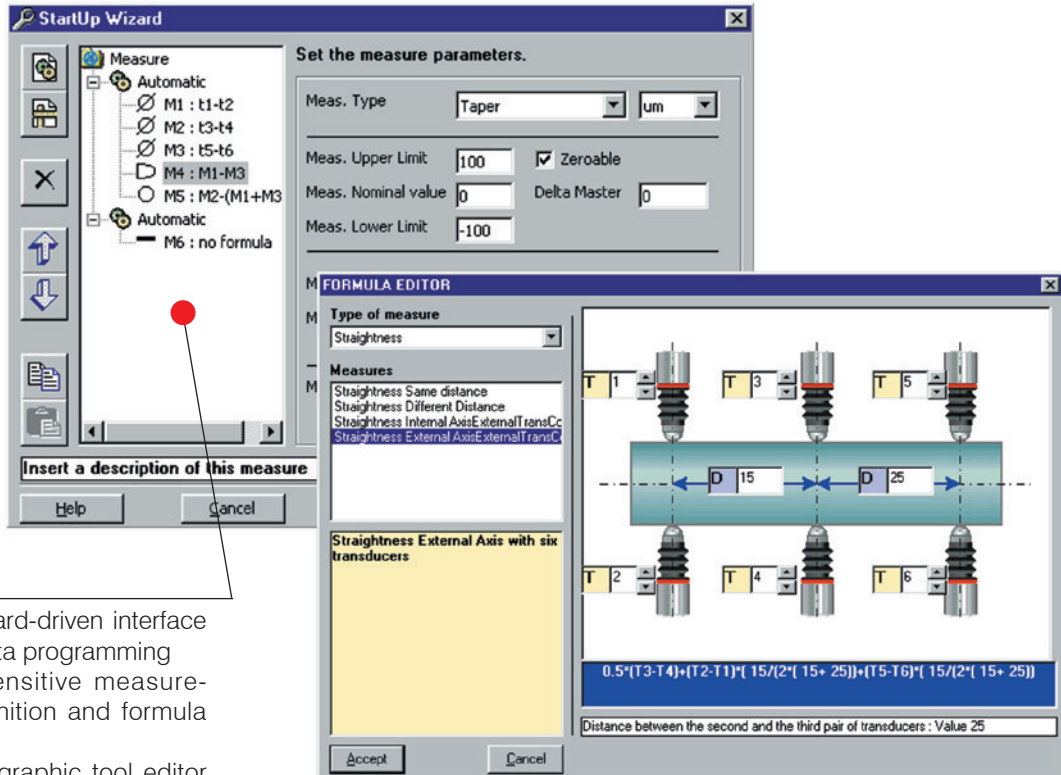 StartUp Wizard
Measure
Automatic
M1 : t1-t2
M2 : t3-t4
M3 : t5-t6
M4 : M1-M3
M5 : M2-(M1+M3
Automatic
M6 : no formula
Set the measure parameters.
Meas. Type Taper um
Meas. Upper Limit 100 Zeroable
Meas. Nominal value 0 Delta Master 0
Meas. Lower Limit -100
M
M
M
Insert a description of this measure
Help Cancel
FORMULA EDITOR
Type of measure
Straightness
Measures
Straightness Same distance
Straightness Different Distance
Straightness Internal AxisExternalTransCo
Straightness External AxisExternalTransCo
Straightness External Axis with six
transducers
T 1 T 3 T 5
D 15 D 25
T 2 T 4 T 6
0.5*(T3-T4)+(T2-T1)*( 15/(2*( 15+ 25))+(T5-T6)*( 15/(2*( 15+ 25))
Distance between the second and the third pair of transducers : Value 25
Accept Cancel
ard-driven interface
ta programming
ensitive measure-
nition and formula
graphic tool editor